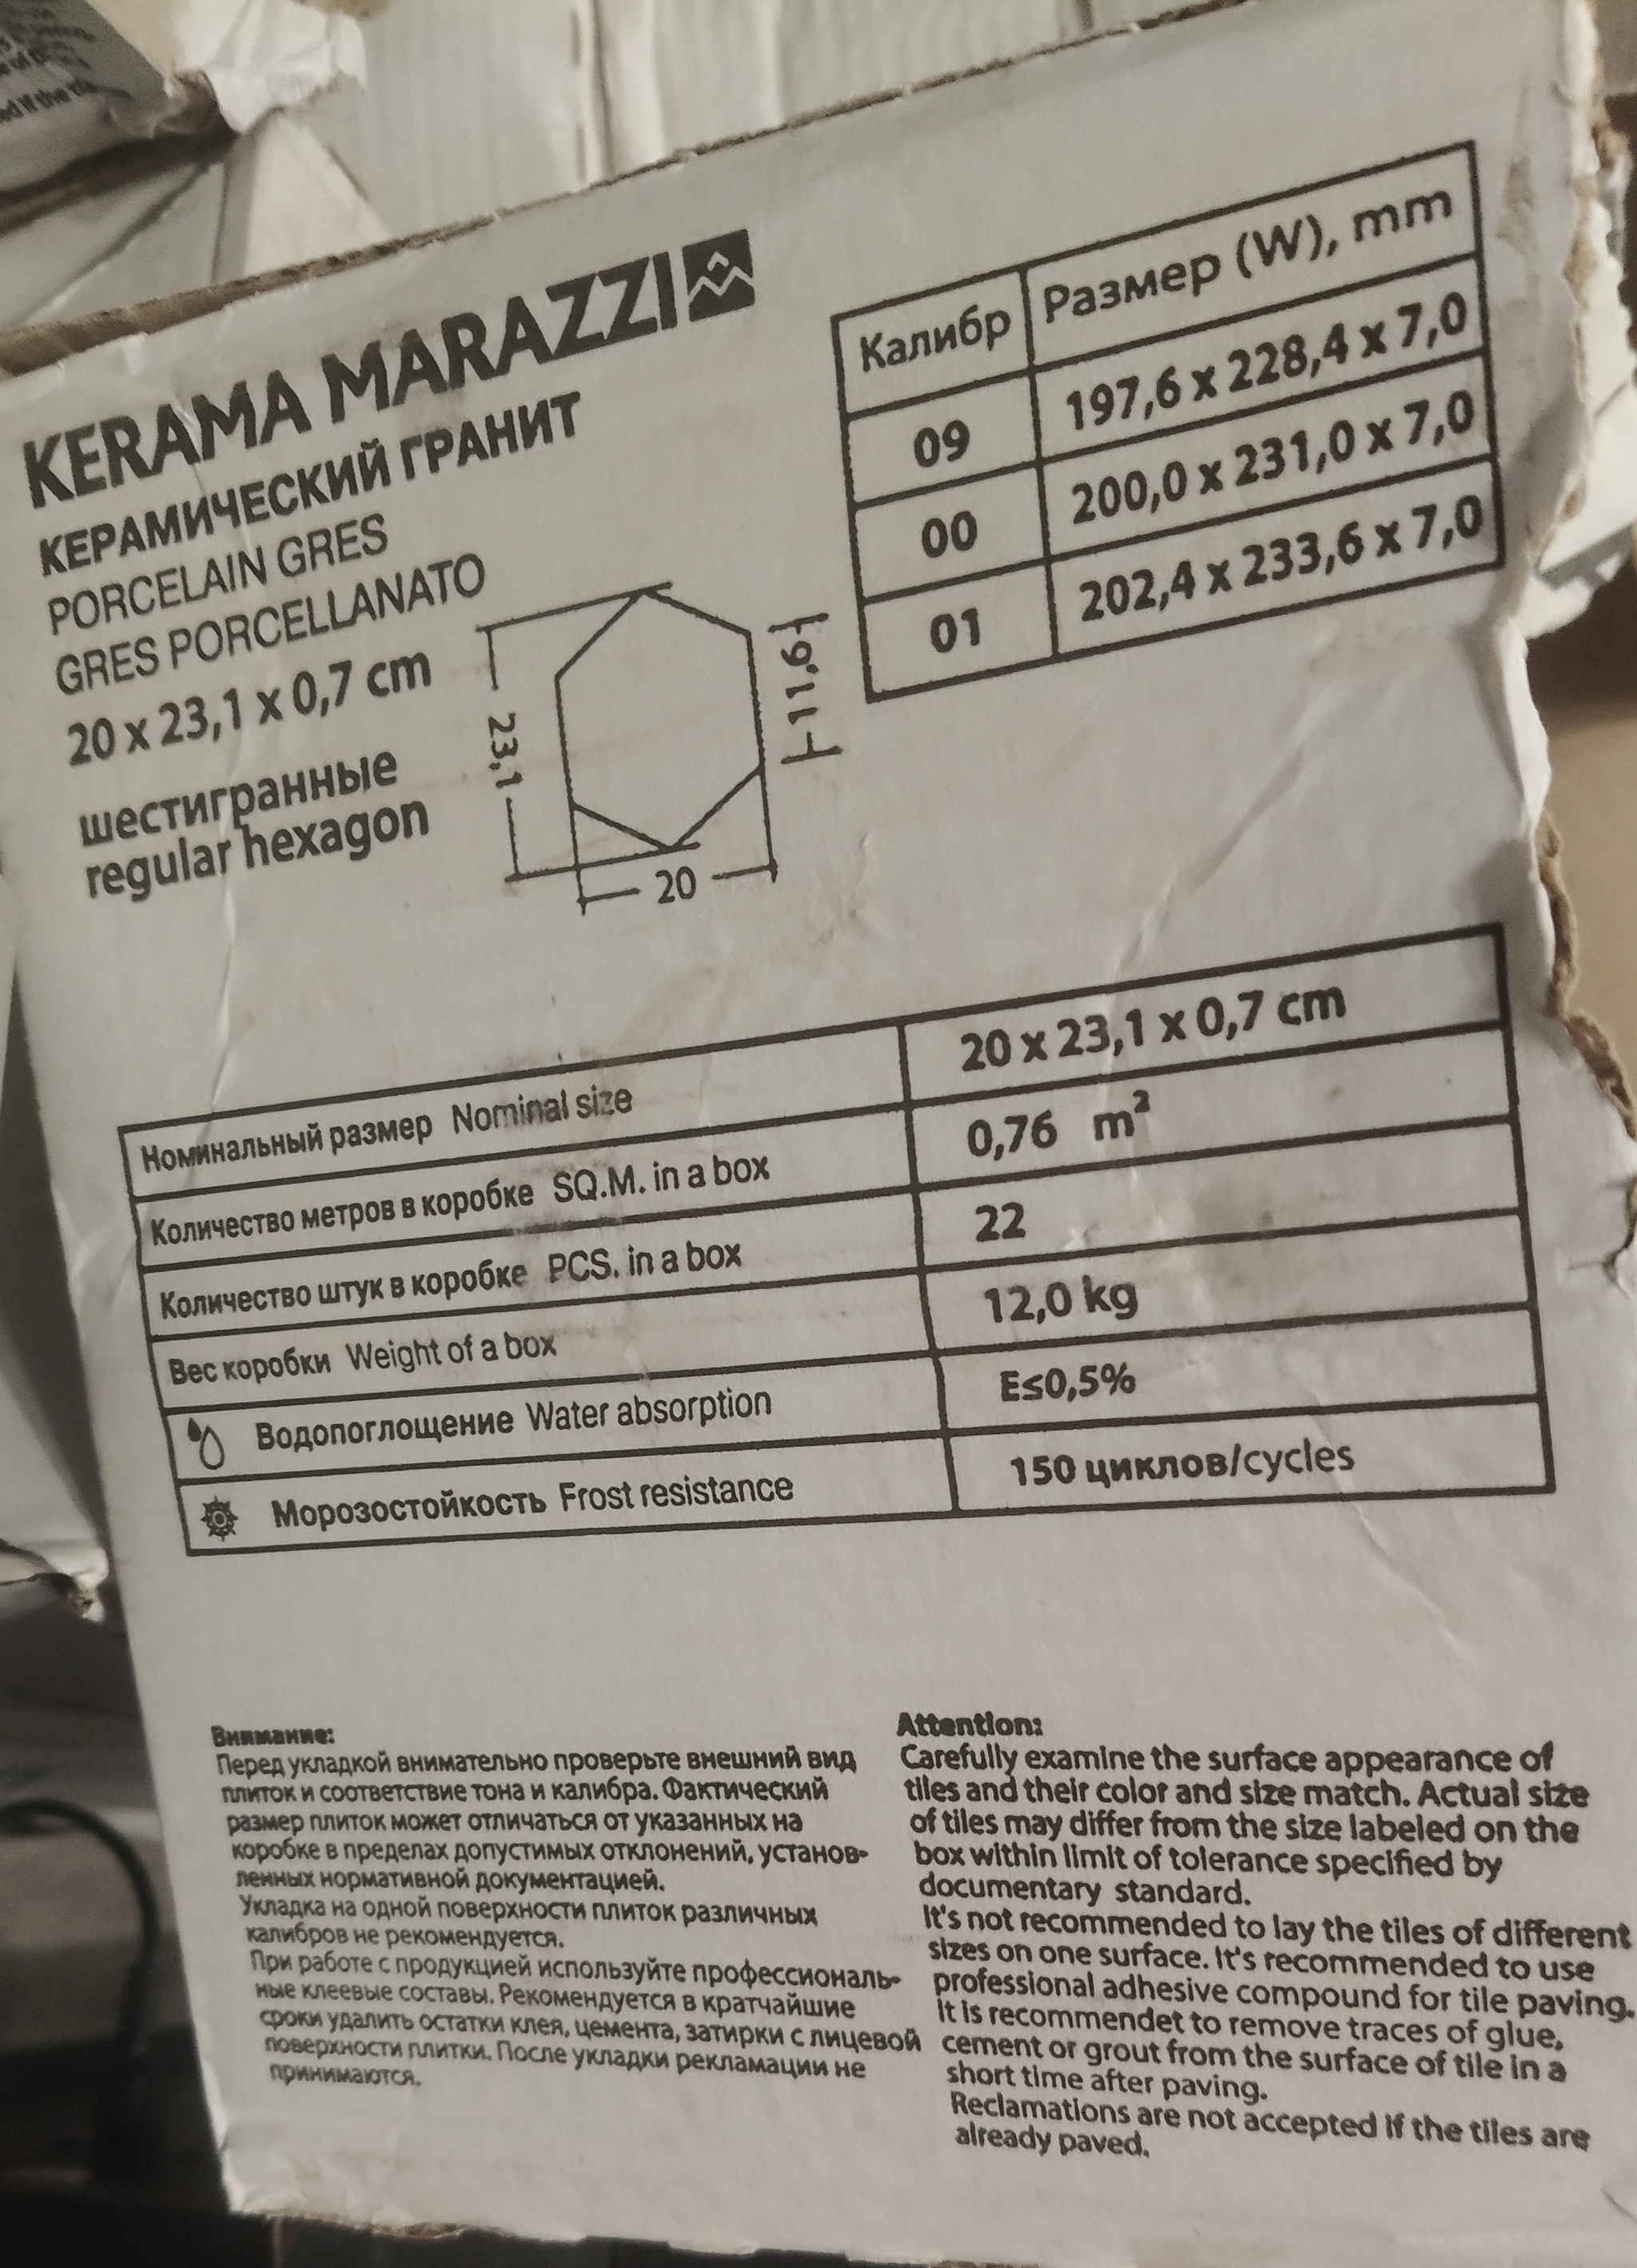 KERAMA MARAZZI
КЕРАМИЧЕСКИЙ ГРАНИТ
PORCELAIN GRES
GRES PORCELLANATO
20 x 23,1 x 0,7 cm
шестигранные
regular hexagon
23,1
11,6
20
Калибр Размер (W), mm
09 197,6 x 228,4 x 7,0
00 200,0 x 231,0 x 7,0
01 202,4 x 233,6 x 7,0
Номинальный размер Nominal size 20 x 23,1 x 0,7 cm
Количество метров в коробке SQ.M. in a box 0,76 m²
Количество штук в коробке PCS. in a box 22
Вес коробки Weight of a box 12,0 kg
Водопоглощение Water absorption E≤0,5%
Морозостойкость Frost resistance 150 циклов/cycles
Внимание:
Перед укладкой внимательно проверьте внешний вид
плиток и соответствие тона и калибра. Фактический
размер плиток может отличаться от указанных на
коробке в пределах допустимых отклонений, установ-
ленных нормативной документацией.
Укладка на одной поверхности плиток различных
калибров не рекомендуется.
При работе с продукцией используйте профессиональ-
ные клеевые составы. Рекомендуется в кратчайшие
сроки удалить остатки клея, цемента, затирки с лицевой
поверхности плитки. После укладки рекламации не
принимаются.
Attention:
Carefully examine the surface appearance of
tiles and their color and size match. Actual size
of tiles may differ from the size labeled on the
box within limit of tolerance specified by
documentary standard.
It's not recommended to lay the tiles of different
sizes on one surface. It's recommended to use
professional adhesive compound for tile paving.
It is recommendet to remove traces of glue,
cement or grout from the surface of tile in a
short time after paving.
Reclamations are not accepted if the tiles are
already paved.